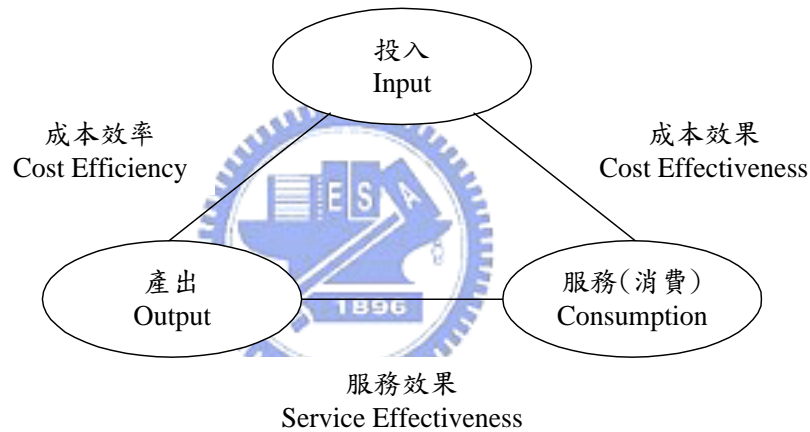 投入
Input
成本效率
Cost Efficiency
成本效果
Cost Effectiveness
E S A
產出
Output
服務(消費)
Consumption
1896
服務效果
Service Effectiveness